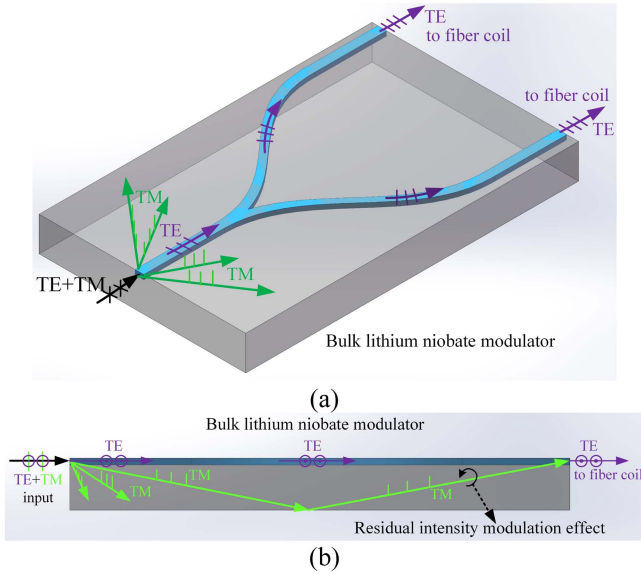 TE
to fiber coil
to fiber coil
TE
TM
TE
TM
TE+TM
Bulk lithium niobate modulator
(a)
Bulk lithium niobate modulator
TE
TE
TE
TE+TM
input
TM
TM
TM
to fiber coil
Residual intensity modulation effect
(b)